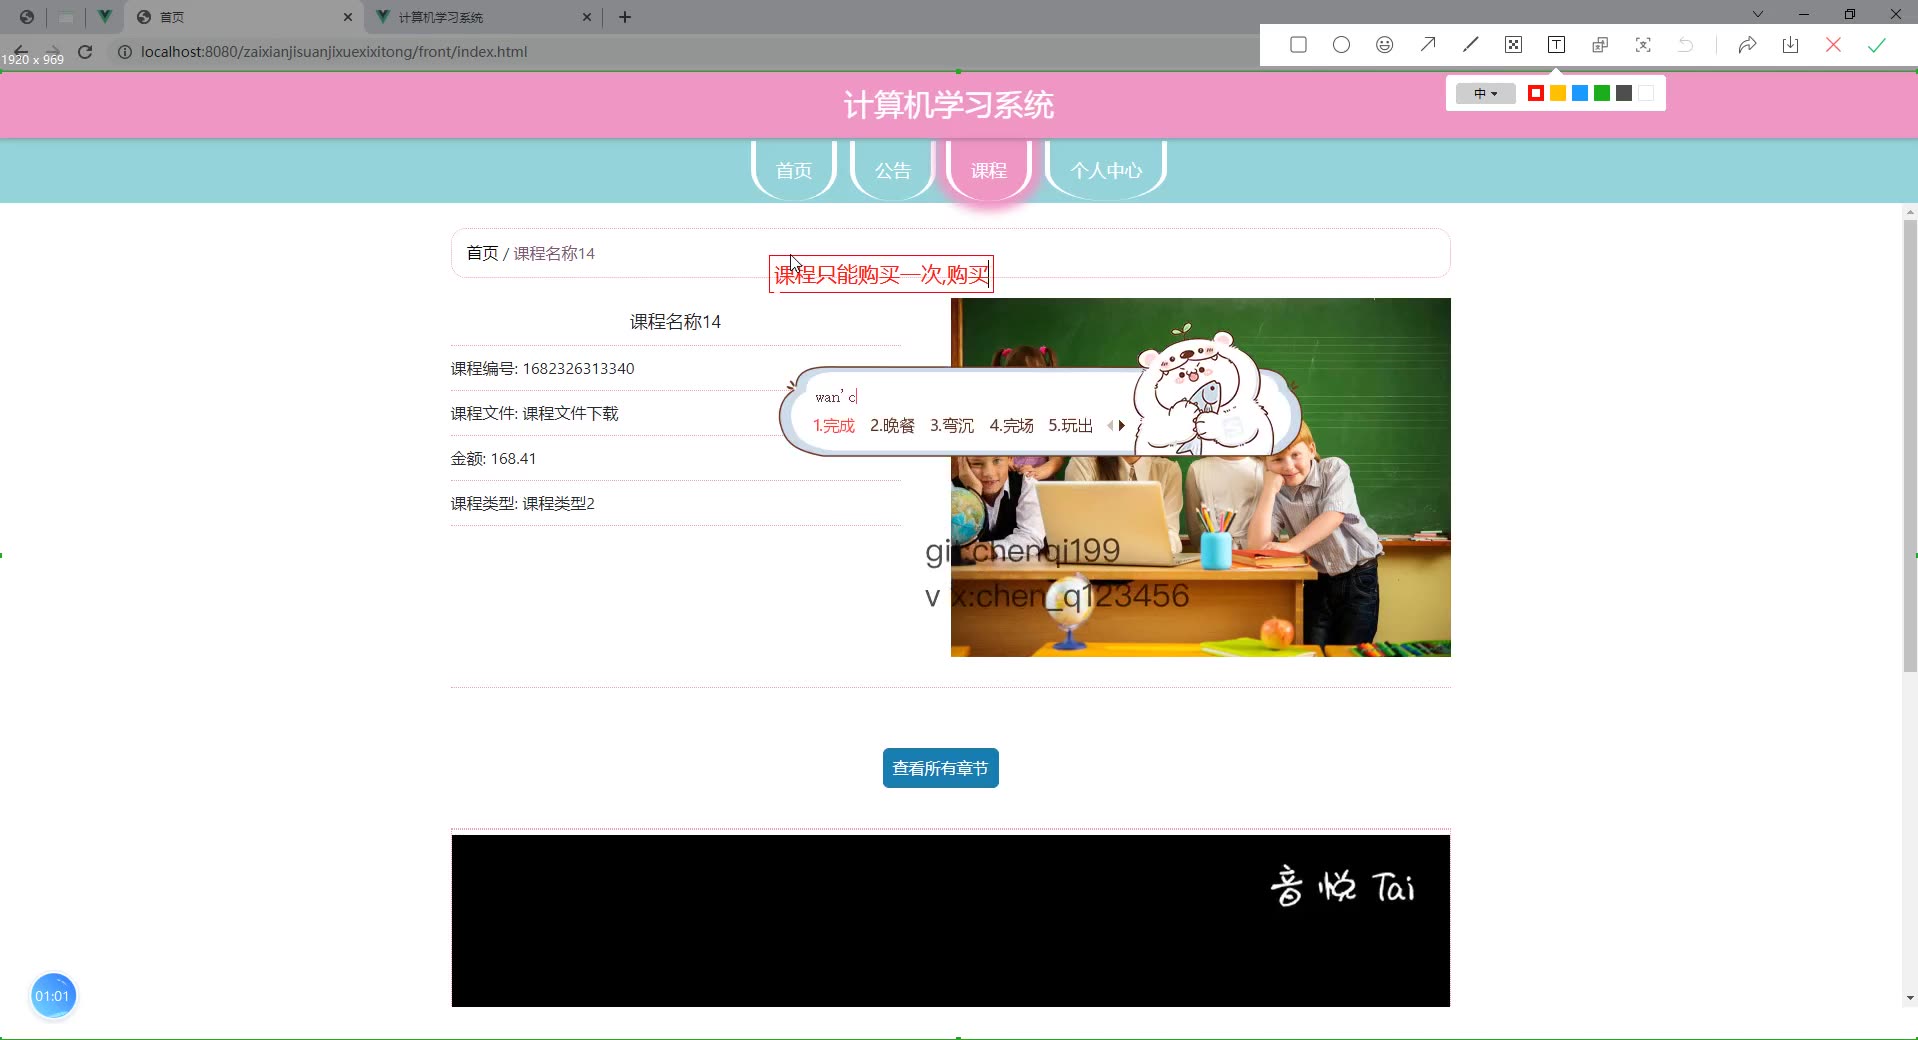 首页
计算机学习系统
localhost:8080/zaixianjisuanjixuexixitong/front/index.html
1920 x 969
中
计算机学习系统
首页
公告
课程
个人中心
首页 / 课程名称14
课程只能购买一次,购买
课程名称14
课程编号: 1682326313340
课程文件: 课程文件下载
金额: 168.41
课程类型: 课程类型2
wan'c
1.完成 2.晚餐 3.弯沉 4.完场 5.玩出
git:chenqi199
v x:chen_q123456
查看所有章节
音悦 Tai
01:01